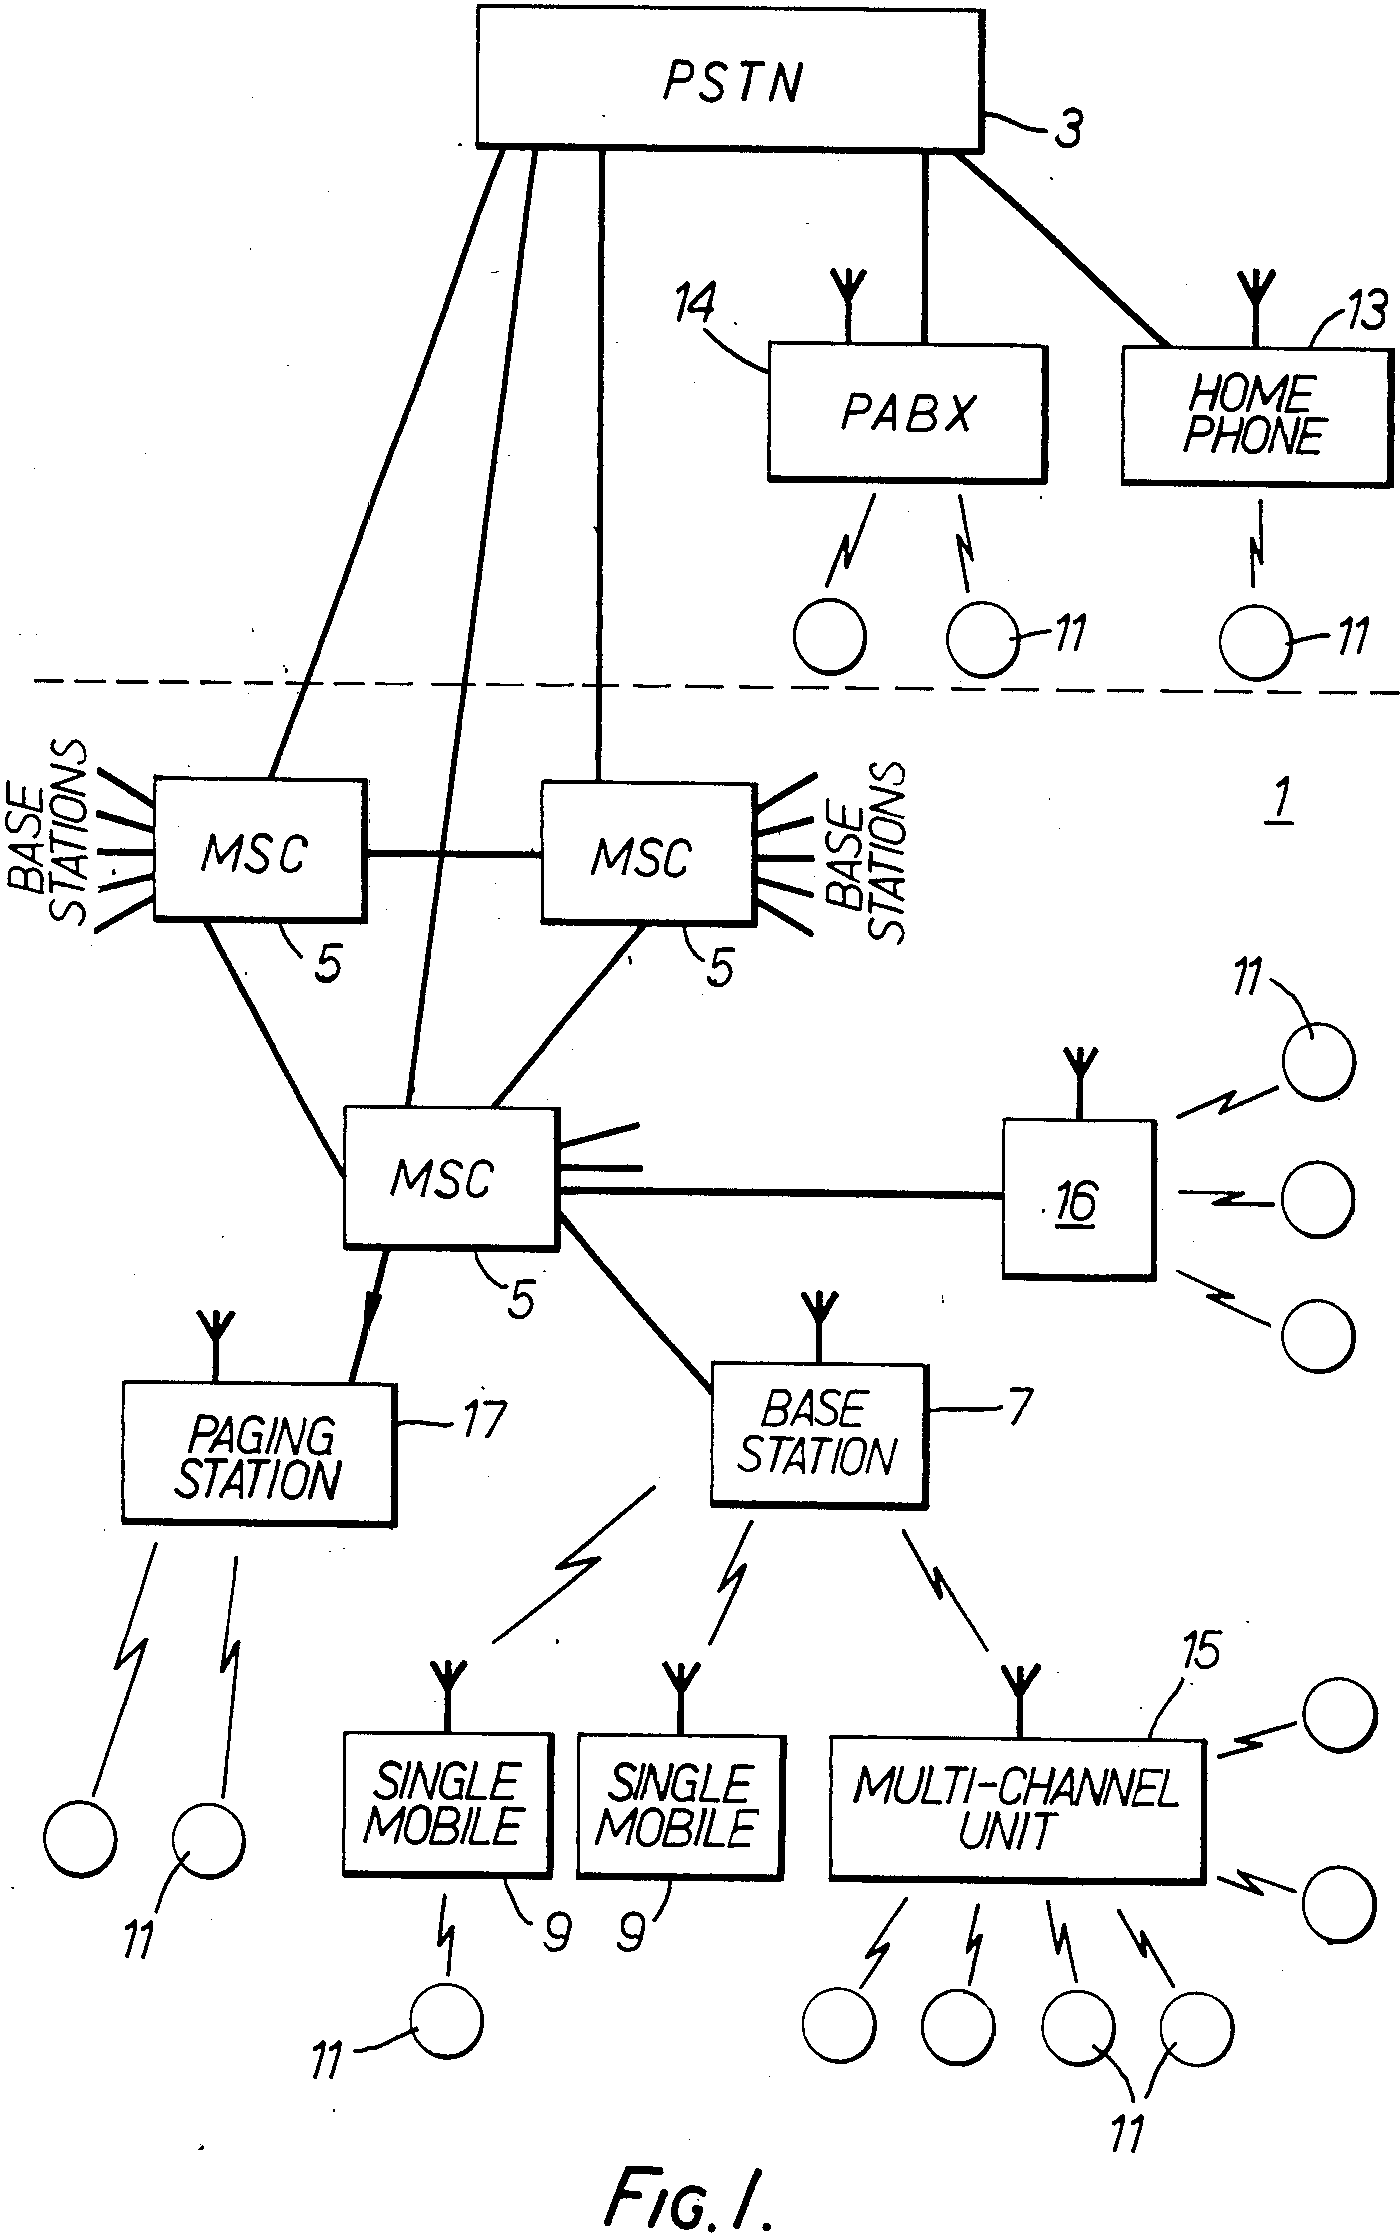 PSTN
3
14
13
PABX
HOME
PHONE
11
11
BASE
STATIONS
MSC
MSC
BASE
STATIONS
1
5
5
11
MSC
16
5
PAGING
STATION
17
BASE
STATION
7
15
SINGLE
MOBILE
SINGLE
MOBILE
MULTI-CHANNEL
UNIT
11
9
9
11
11
FIG. 1.